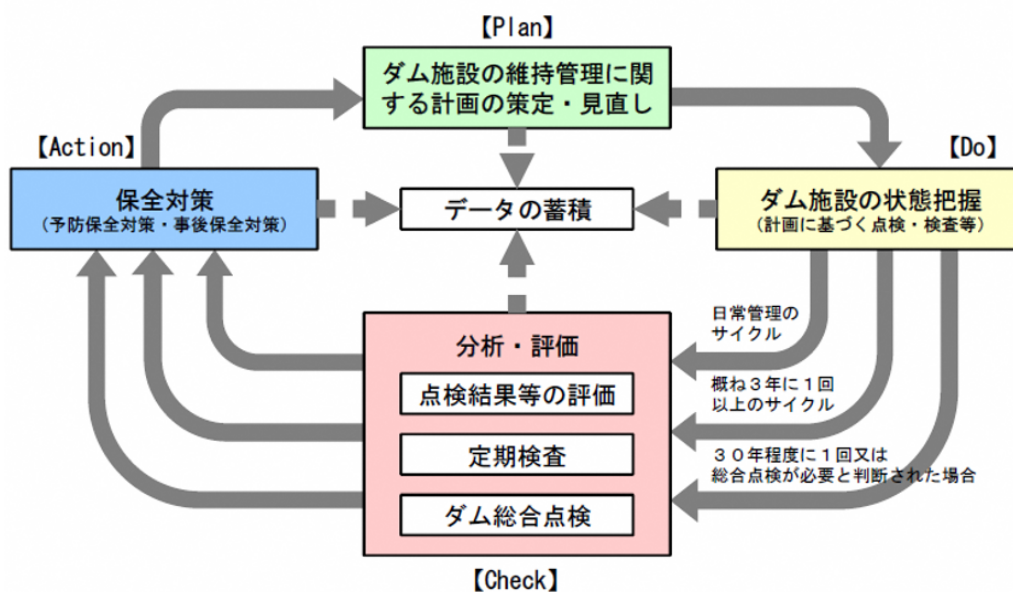 【Plan】
ダム施設の維持管理に関
する計画の策定・見直し
【Action】
【Do】
保全対策
（予防保全対策・事後保全対策）
データの蓄積
ダム施設の状態把握
（計画に基づく点検・検査等）
日常管理の
サイクル
分析・評価
点検結果等の評価
概ね３年に１回
以上のサイクル
定期検査
３０年程度に１回又は
総合点検が必要と判断された場合
ダム総合点検
【Check】